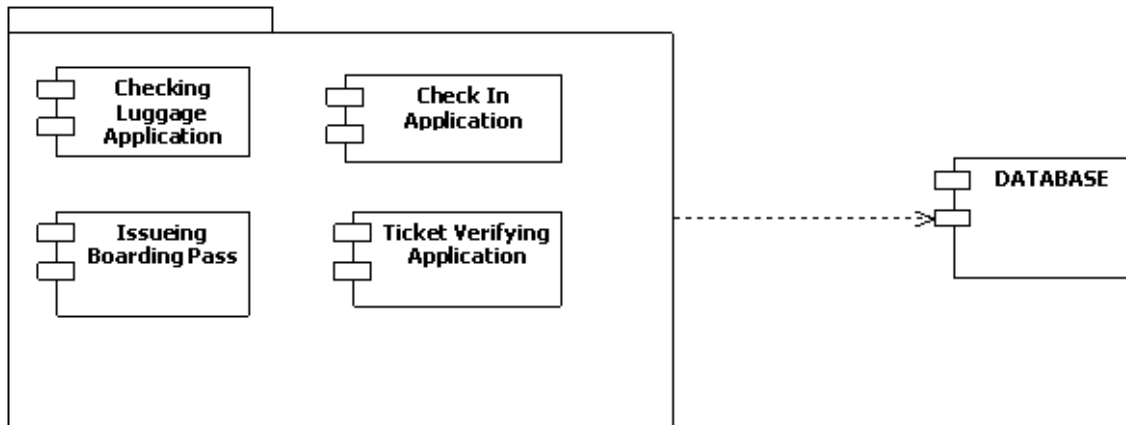 Checking
Luggage
Application
Check In
Application
Issueing
Boarding Pass
Ticket Verifying
Application
DATABASE